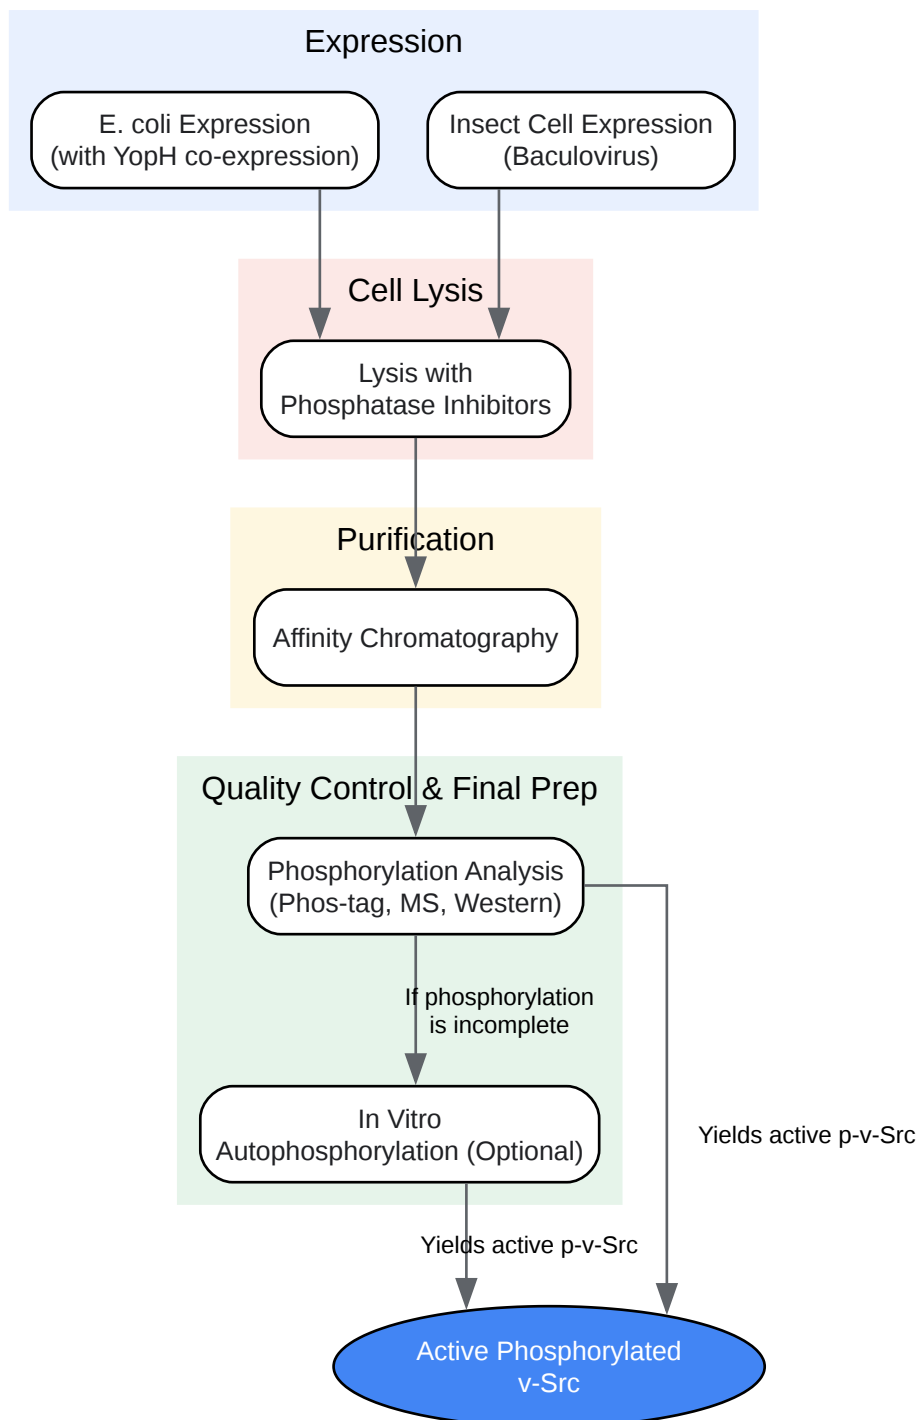 Expression
E. coli Expression
(with YopH co-expression)
Insect Cell Expression
(Baculovirus)
Cell Lysis
Lysis with
Phosphatase Inhibitors
Purification
Affinity Chromatography
Quality Control & Final Prep
Phosphorylation Analysis
(Phos-tag, MS, Western)
If phosphorylation
is incomplete
In Vitro
Autophosphorylation (Optional)
Yields active p-v-Src
Yields active p-v-Src
Active Phosphorylated
v-Src